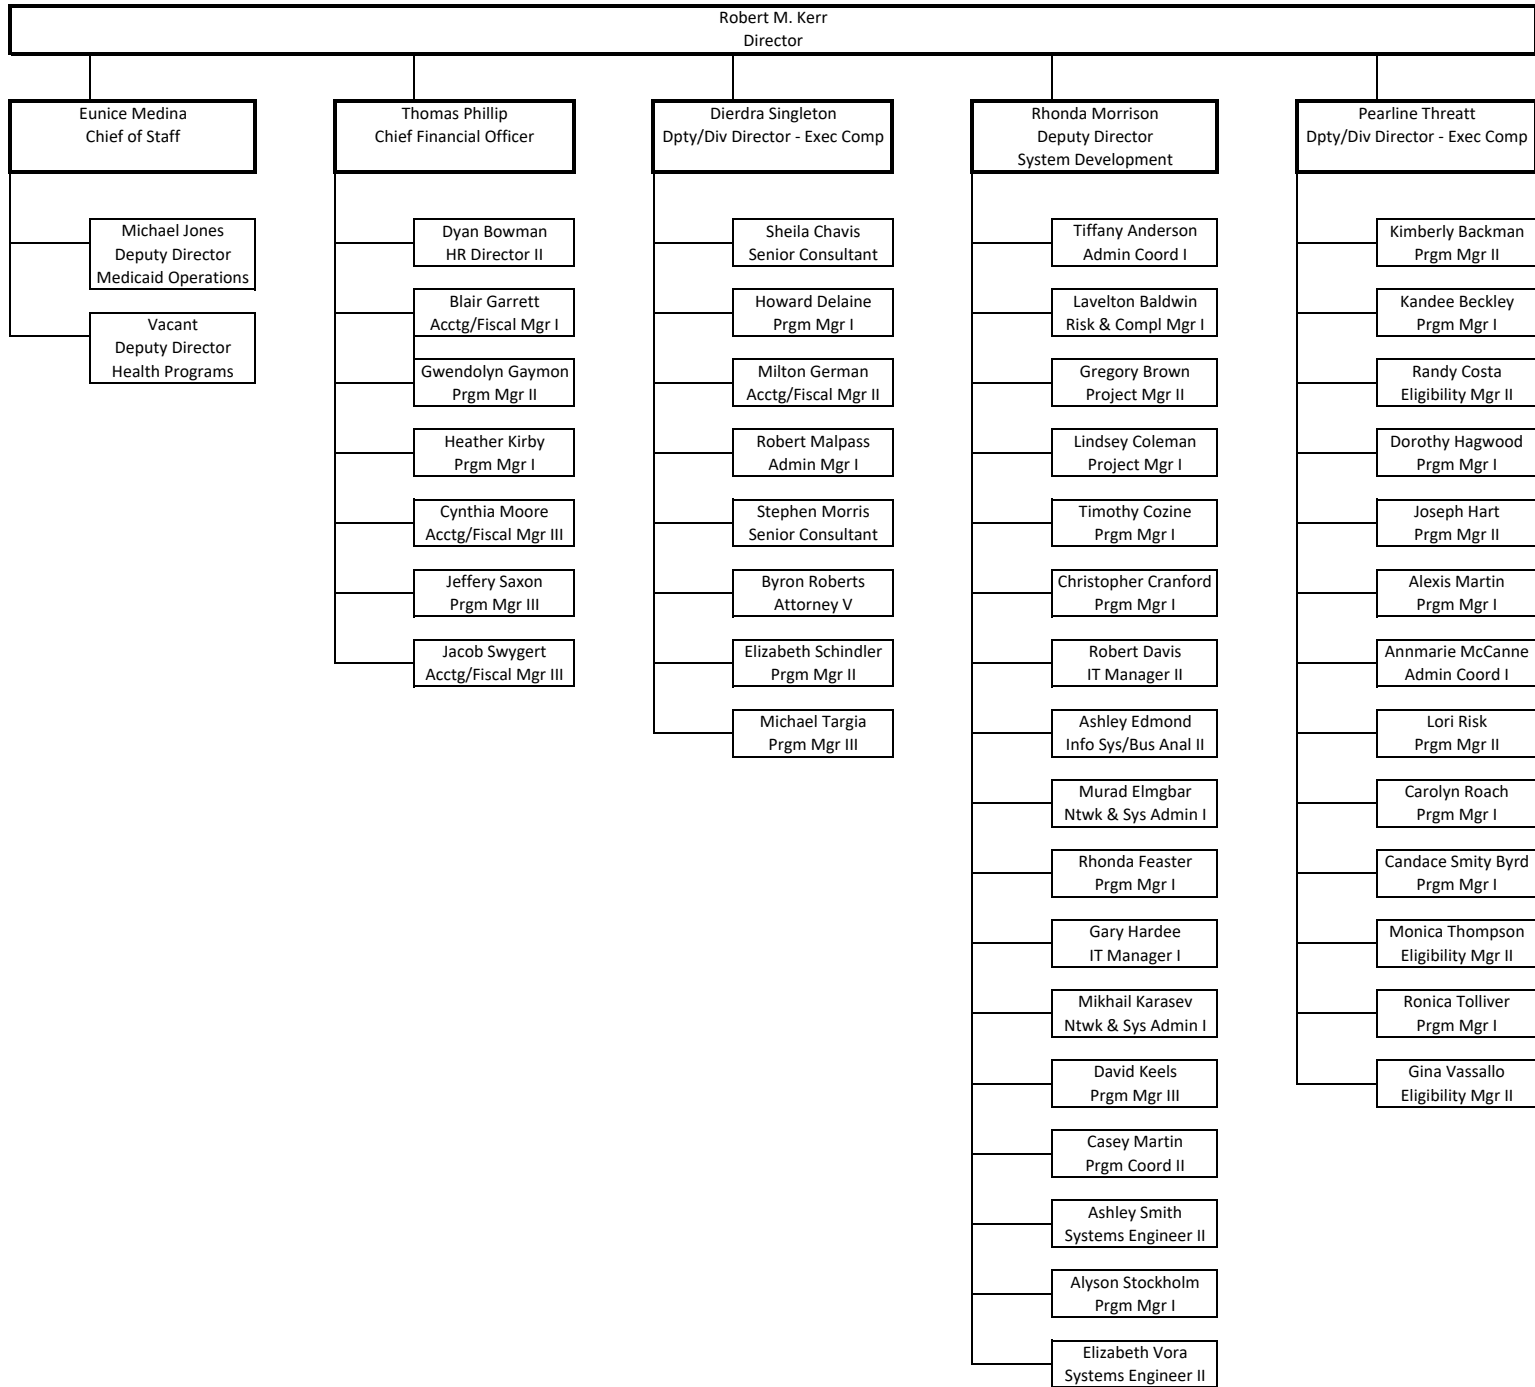 Robert M. Kerr
Director
Eunice Medina
Chief of Staff
Michael Jones
Deputy Director
Medicaid Operations
Vacant
Deputy Director
Health Programs
Thomas Phillip
Chief Financial Officer
Dyan Bowman
HR Director II
Blair Garrett
Acctg/Fiscal Mgr I
Gwendolyn Gaymon
Prgm Mgr II
Heather Kirby
Prgm Mgr I
Cynthia Moore
Acctg/Fiscal Mgr III
Jeffery Saxon
Prgm Mgr III
Jacob Swygert
Acctg/Fiscal Mgr III
Dierdra Singleton
Dpty/Div Director - Exec Comp
Sheila Chavis
Senior Consultant
Howard Delaine
Prgm Mgr I
Milton German
Acctg/Fiscal Mgr II
Robert Malpass
Admin Mgr I
Stephen Morris
Senior Consultant
Byron Roberts
Attorney V
Elizabeth Schindler
Prgm Mgr II
Michael Targia
Prgm Mgr III
Rhonda Morrison
Deputy Director
System Development
Tiffany Anderson
Admin Coord I
Lavelton Baldwin
Risk & Compl Mgr I
Gregory Brown
Project Mgr II
Lindsey Coleman
Project Mgr I
Timothy Cozine
Prgm Mgr I
Christopher Cranford
Prgm Mgr I
Robert Davis
IT Manager II
Ashley Edmond
Info Sys/Bus Anal II
Murad Elmgbar
Ntwk & Sys Admin I
Rhonda Feaster
Prgm Mgr I
Gary Hardee
IT Manager I
Mikhail Karasev
Ntwk & Sys Admin I
David Keels
Prgm Mgr III
Casey Martin
Prgm Coord II
Ashley Smith
Systems Engineer II
Alyson Stockholm
Prgm Mgr I
Elizabeth Vora
Systems Engineer II
Pearline Threatt
Dpty/Div Director - Exec Comp
Kimberly Backman
Prgm Mgr II
Kandee Beckley
Prgm Mgr I
Randy Costa
Eligibility Mgr II
Dorothy Hagwood
Prgm Mgr I
Joseph Hart
Prgm Mgr II
Alexis Martin
Prgm Mgr I
Annmarie McCanne
Admin Coord I
Lori Risk
Prgm Mgr II
Carolyn Roach
Prgm Mgr I
Candace Smity Byrd
Prgm Mgr I
Monica Thompson
Eligibility Mgr II
Ronica Tolliver
Prgm Mgr I
Gina Vassallo
Eligibility Mgr II